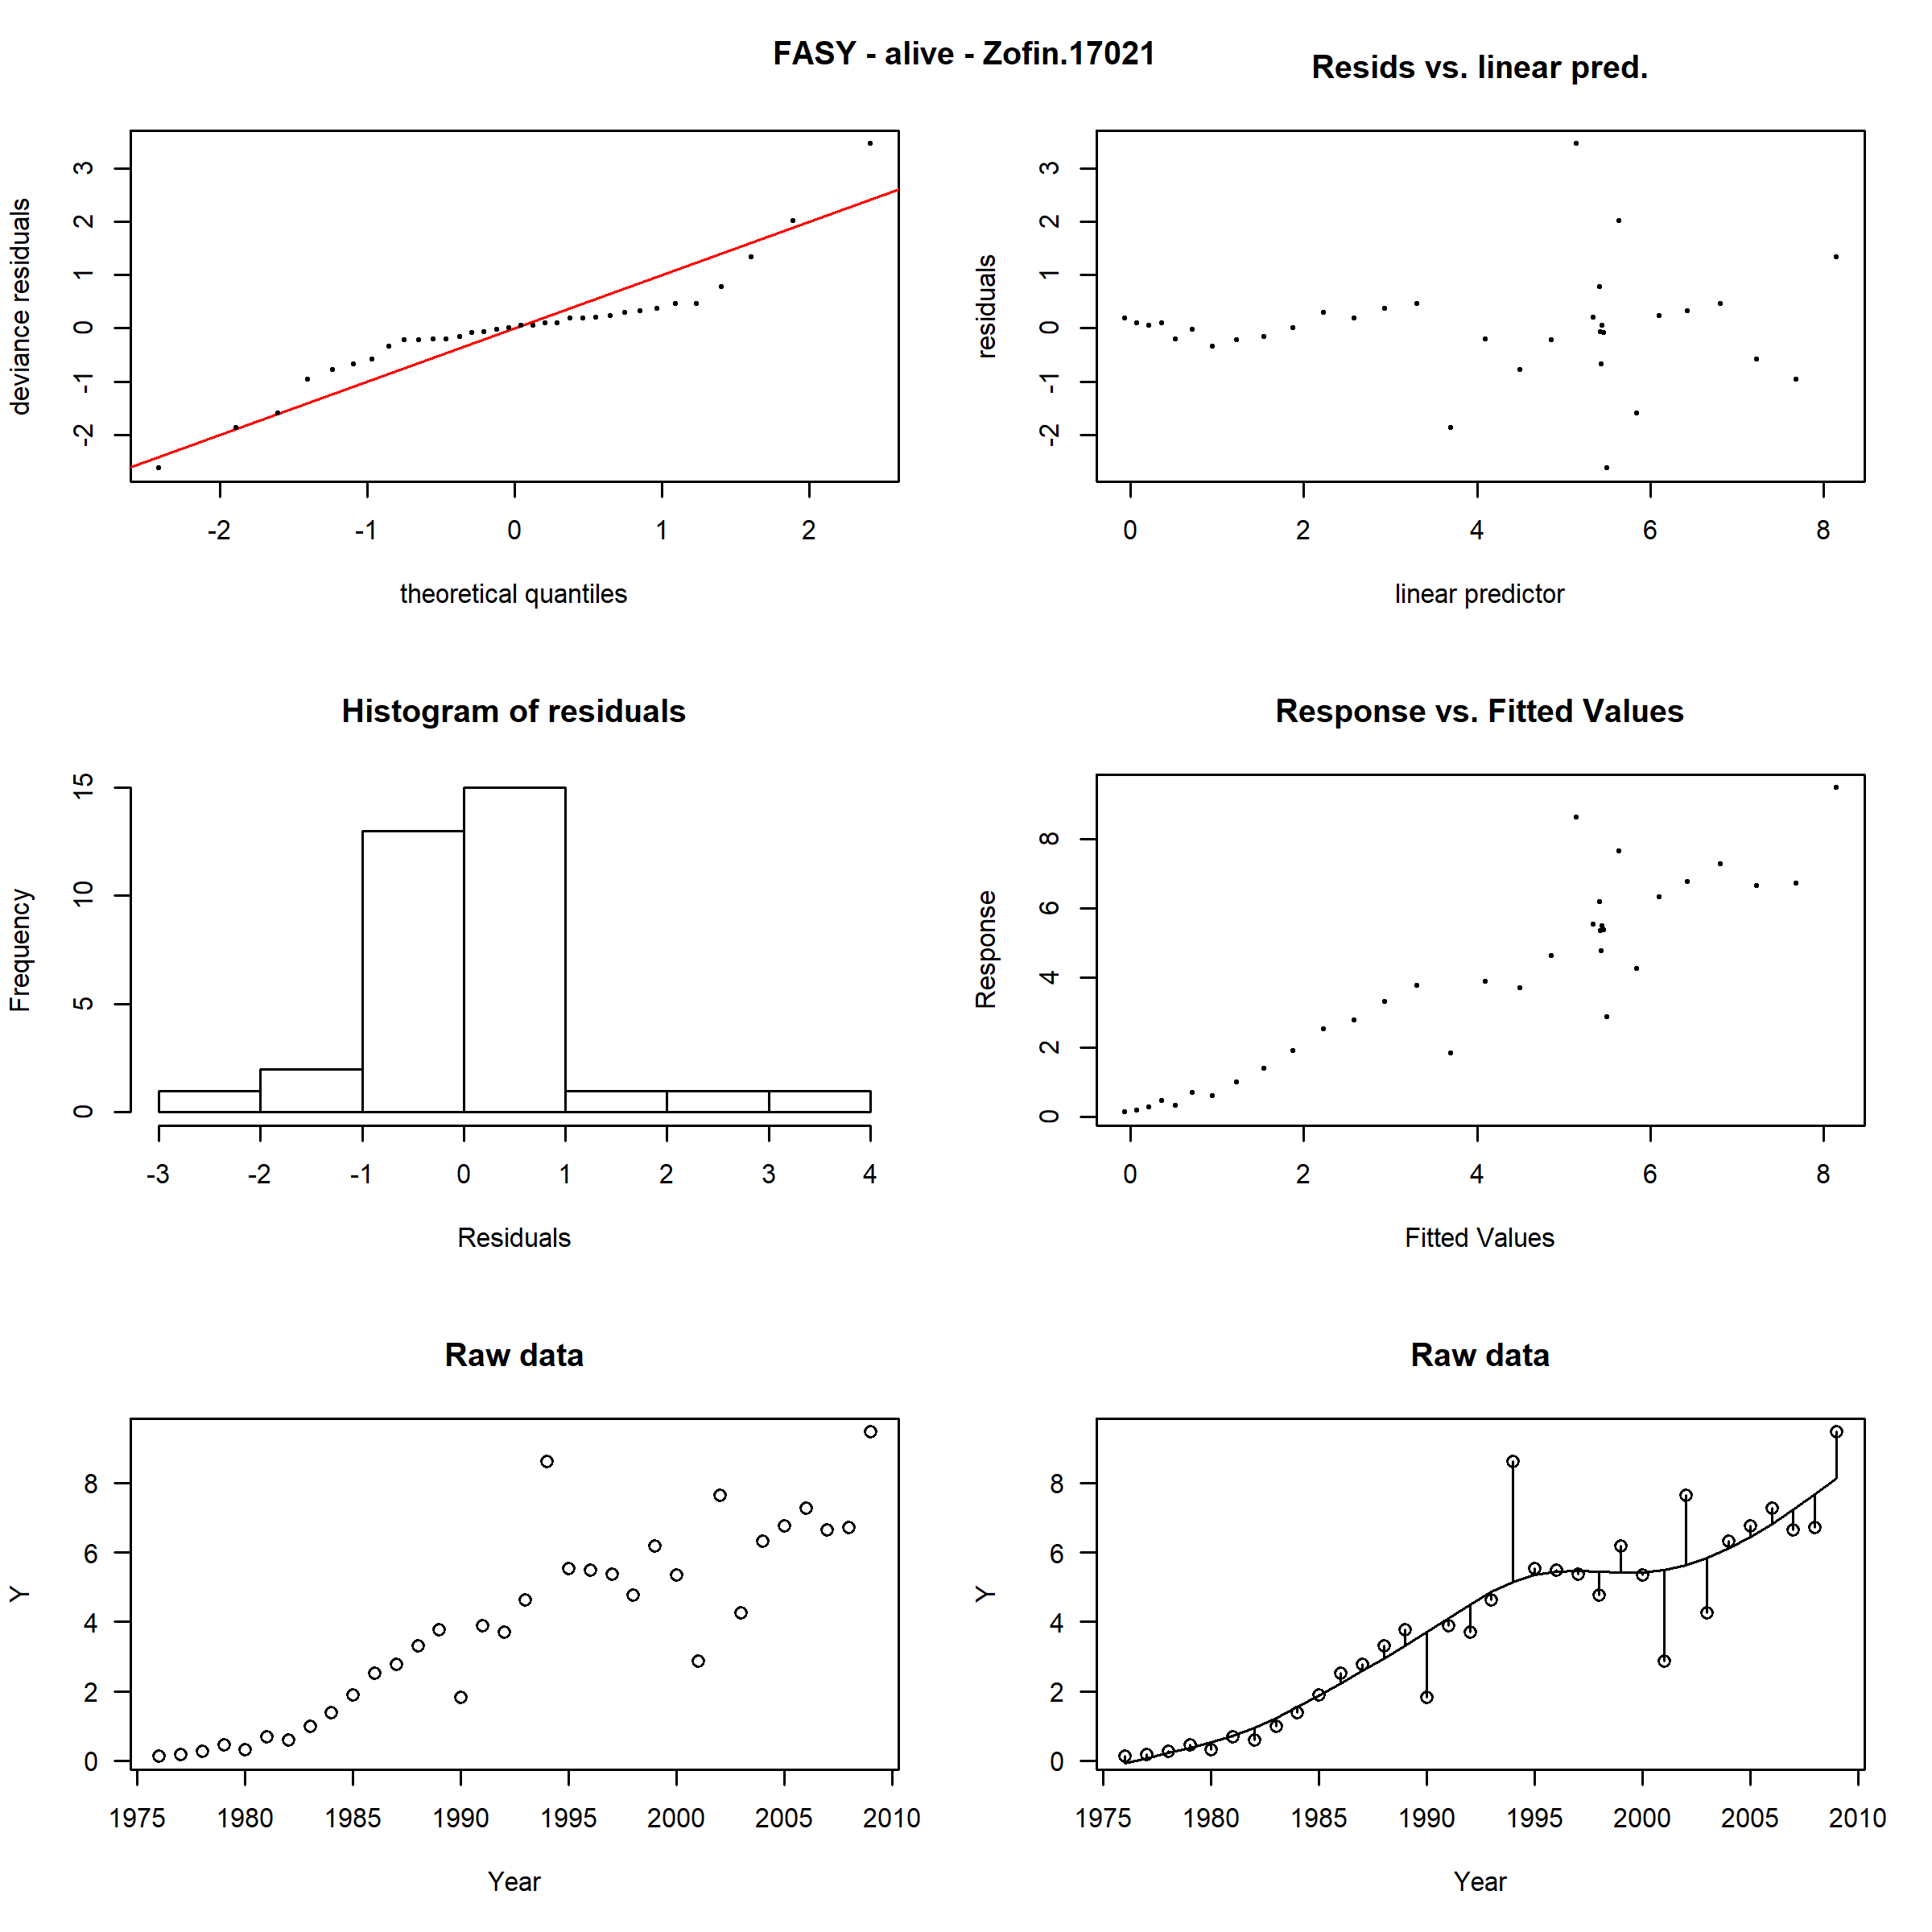 FASY - alive - Zofin.17021
deviance residuals
3
2
1
0
-1
-2
-2 -1 0 1 2
theoretical quantiles
Resids vs. linear pred.
residuals
3
2
1
0
-1
-2
0 2 4 6 8
linear predictor
Histogram of residuals
Frequency
15
10
5
0
-3 -2 -1 0 1 2 3 4
Residuals
Response vs. Fitted Values
Response
8
6
4
2
0
0 2 4 6 8
Fitted Values
Raw data
Y
8
6
4
2
0
1975 1980 1985 1990 1995 2000 2005 2010
Year
Raw data
Y
8
6
4
2
0
1975 1980 1985 1990 1995 2000 2005 2010
Year